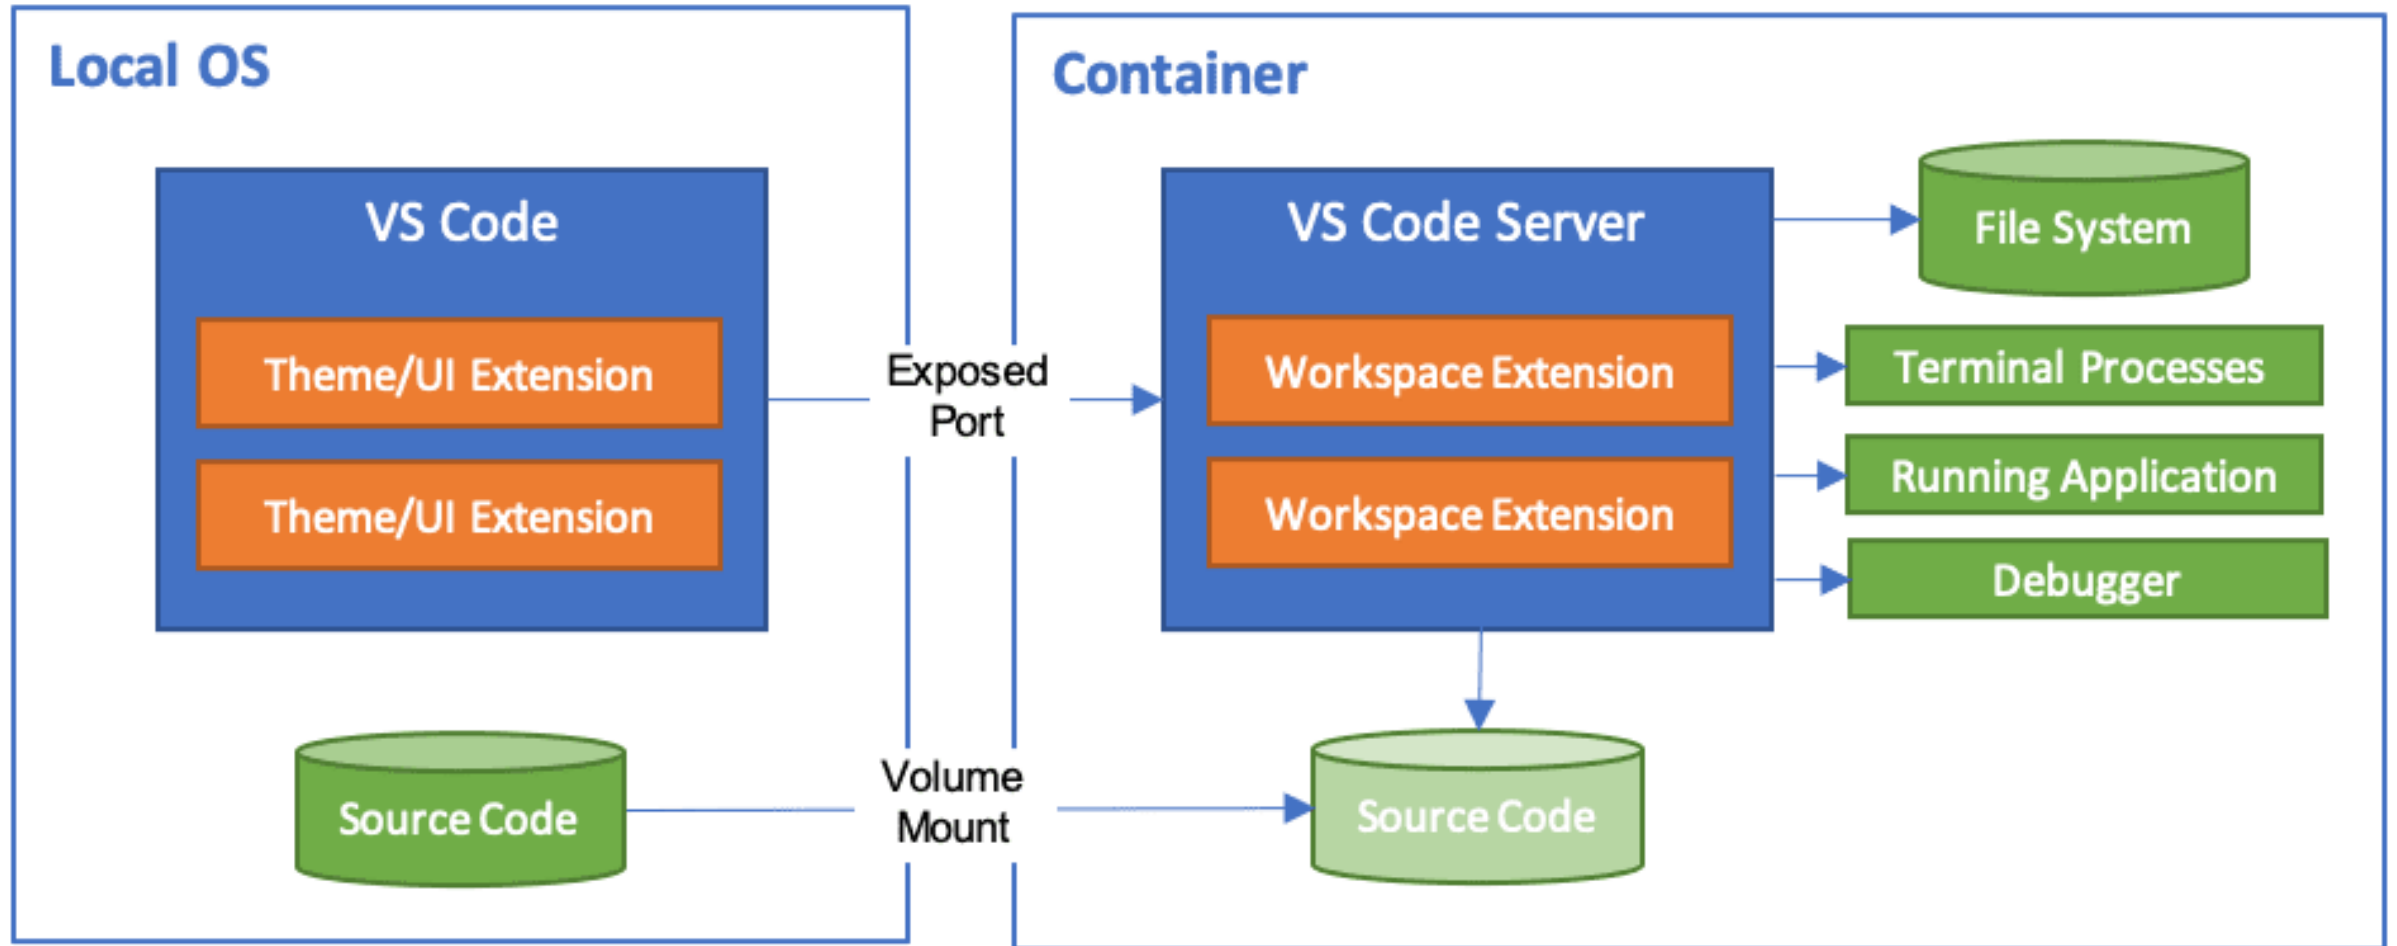 Local OS
VS Code
Theme/UI Extension
Theme/UI Extension
Source Code
Exposed
Port
Volume
Mount
Container
VS Code Server
Workspace Extension
Workspace Extension
Source Code
File System
Terminal Processes
Running Application
Debugger